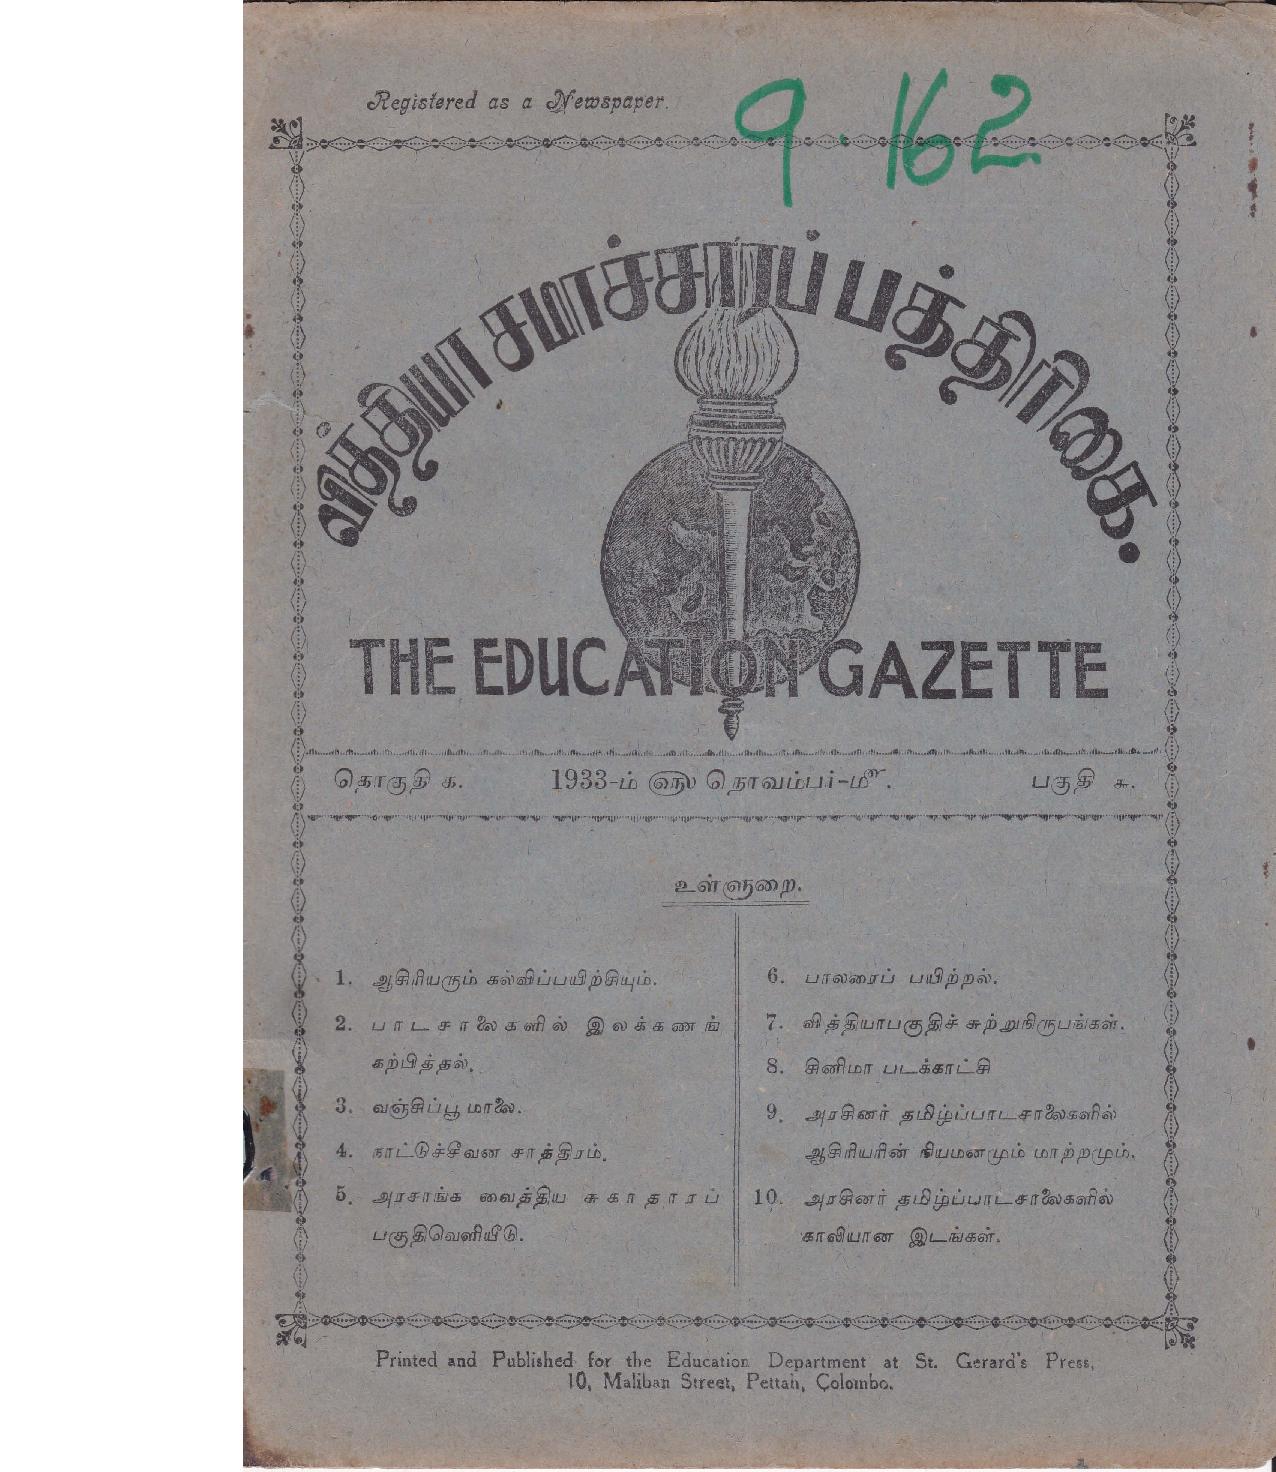 Registered as a Newspaper.
9.162
வித்தியா சமாச்சாரப் பத்திரிகை.
THE EDUCATION GAZETTE
தொகுதி க. 1933-ம் ௵ நொவம்பர்-௴. பகுதி சு.
உள்ளுறை.
1. ஆசிரியரும் கல்விப்பயிற்சியும்.
2. பாடசாலைகளில் இலக்கணங்
கற்பித்தல்.
3. வஞ்சிப்பூ மாலை.
4. நாட்டுச்சீவன சாத்திரம்.
5. அரசாங்க வைத்திய சுகாதாரப்
பகுதிவெளியீடு.
6. பாலரைப் பயிற்றல்.
7. வித்தியாபகுதிச் சுற்றுநிருபங்கள்.
8. சினிமா படக்காட்சி
9. அரசினர் தமிழ்ப்பாடசாலைகளில்
ஆசிரியரின் நியமனமும் மாற்றமும்.
10. அரசினர் தமிழ்ப்பாடசாலைகளில்
காலியான இடங்கள்.
Printed and Published for the Education Department at St. Gerard's Press,
10, Maliban Street, Pettah, Colombo.